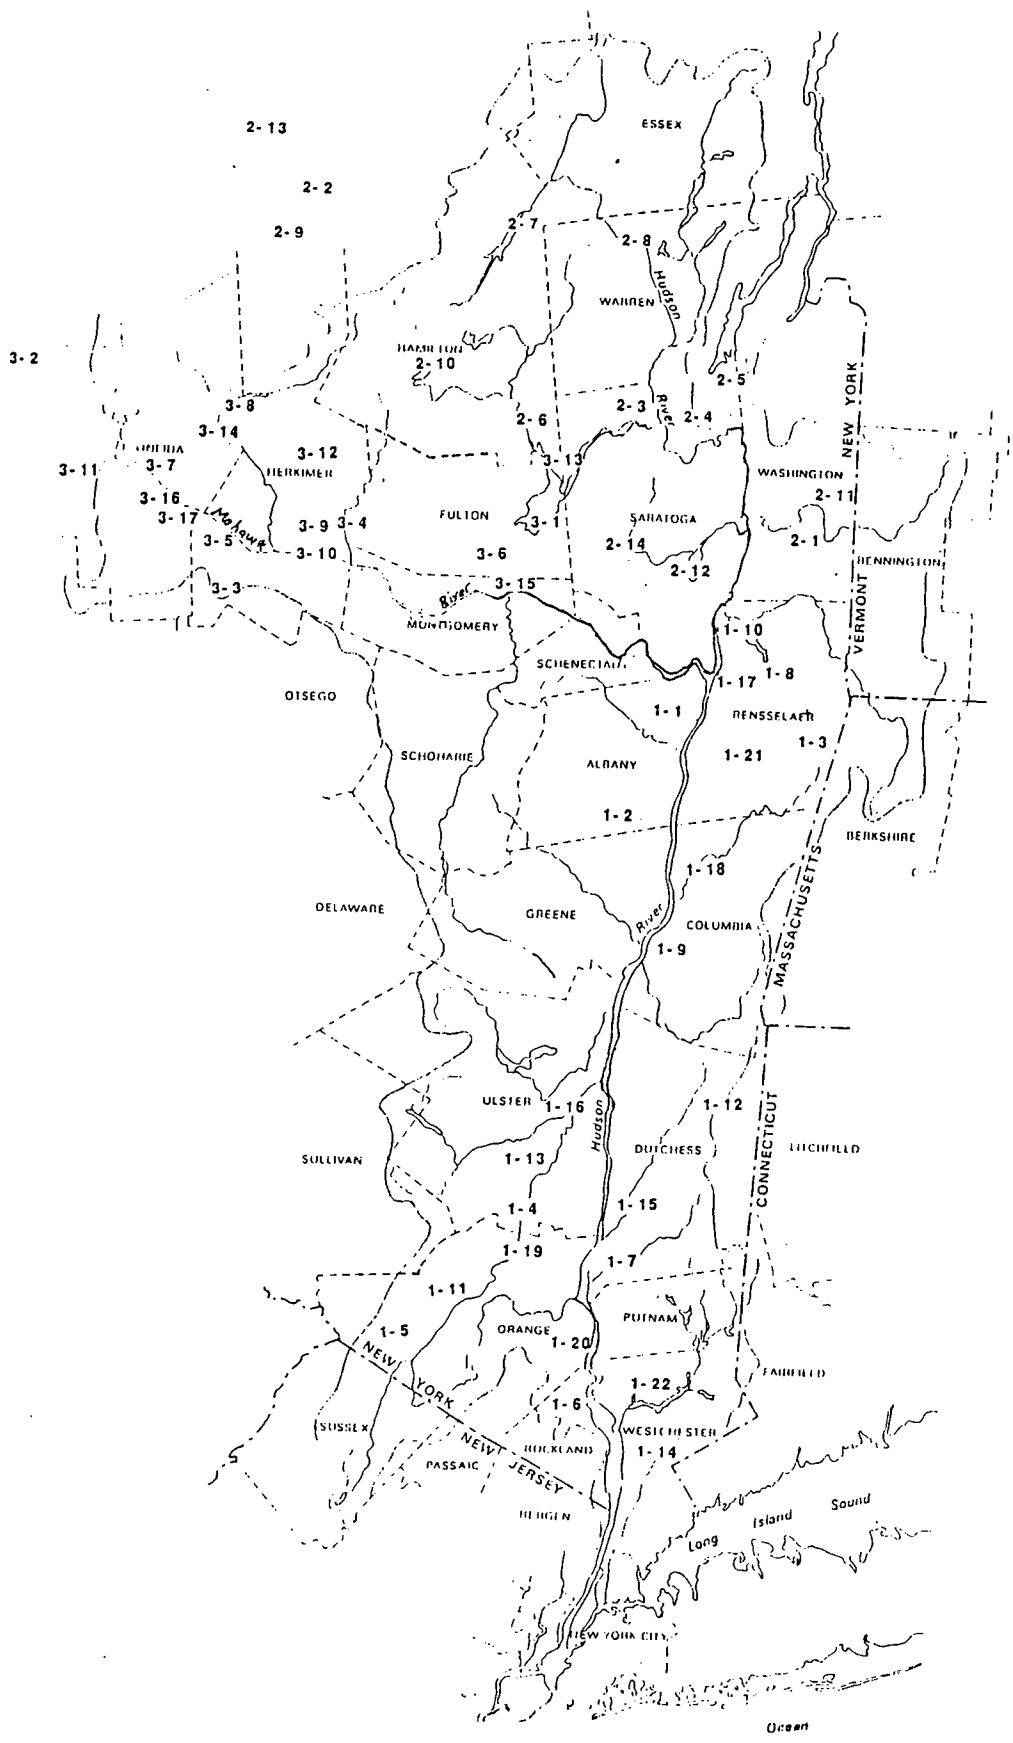 ESSEX
2-13
2-2
2-7
2-9
2-8
Hudson
WARREN
HAMILTON
2-10
3-2
2-5
NEW YORK
3-8
2-3
River
2-4
2-6
3-14
ONEIDA
3-12
3-13
3-11
3-7
HERKIMER
WASHINGTON
3-16
2-11
3-17
Mohawk
3-9
3-4
FULTON
3-1
SARATOGA
3-5
3-10
3-6
2-14
2-1
2-12
BENNINGTON
3-3
3-15
River
VERMONT
MONTGOMERY
1-10
SCHENECTADY
1-17
1-8
OTSEGO
1-1
RENSSELAER
1-3
SCHOHARIE
ALBANY
1-21
1-2
BERKSHIRE
1-18
MASSACHUSETTS
DELAWARE
GREENE
River
COLUMBIA
1-9
ULSTER
1-16
1-12
Hudson
CONNECTICUT
SULLIVAN
1-13
DUTCHESS
LITCHFIELD
1-4
1-15
1-19
1-7
1-11
1-5
ORANGE
1-20
PUTNAM
NEW YORK
1-22
FAIRFIELD
1-6
SUSSEX
NEW JERSEY
ROCKLAND
WESTCHESTER
PASSAIC
1-14
BERGEN
Long Island Sound
NEW YORK CITY
Ocean